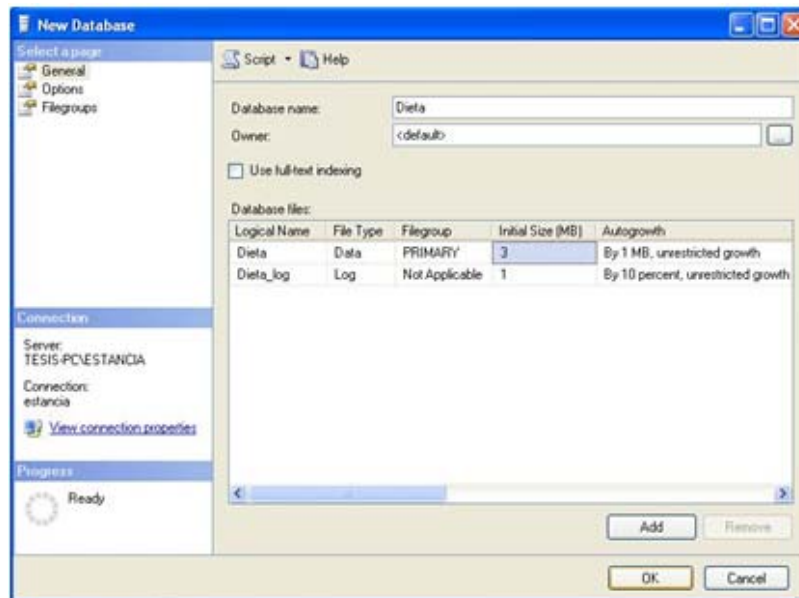 New Database
Select a page
General
Options
Filegroups
Script Help
Database name: Dieta
Owner: <default> ...
Use full-text indexing
Database files:
Logical Name File Type Filegroup Initial Size (MB) Autogrowth
Dieta Data PRIMARY 3 By 1 MB, unrestricted growth
Dieta_log Log Not Applicable 1 By 10 percent, unrestricted growth
Connection
Server:
TESIS-PC\ESTANCIA
Connection:
estancia
View connection properties
Progress
Ready
Add Remove
OK Cancel